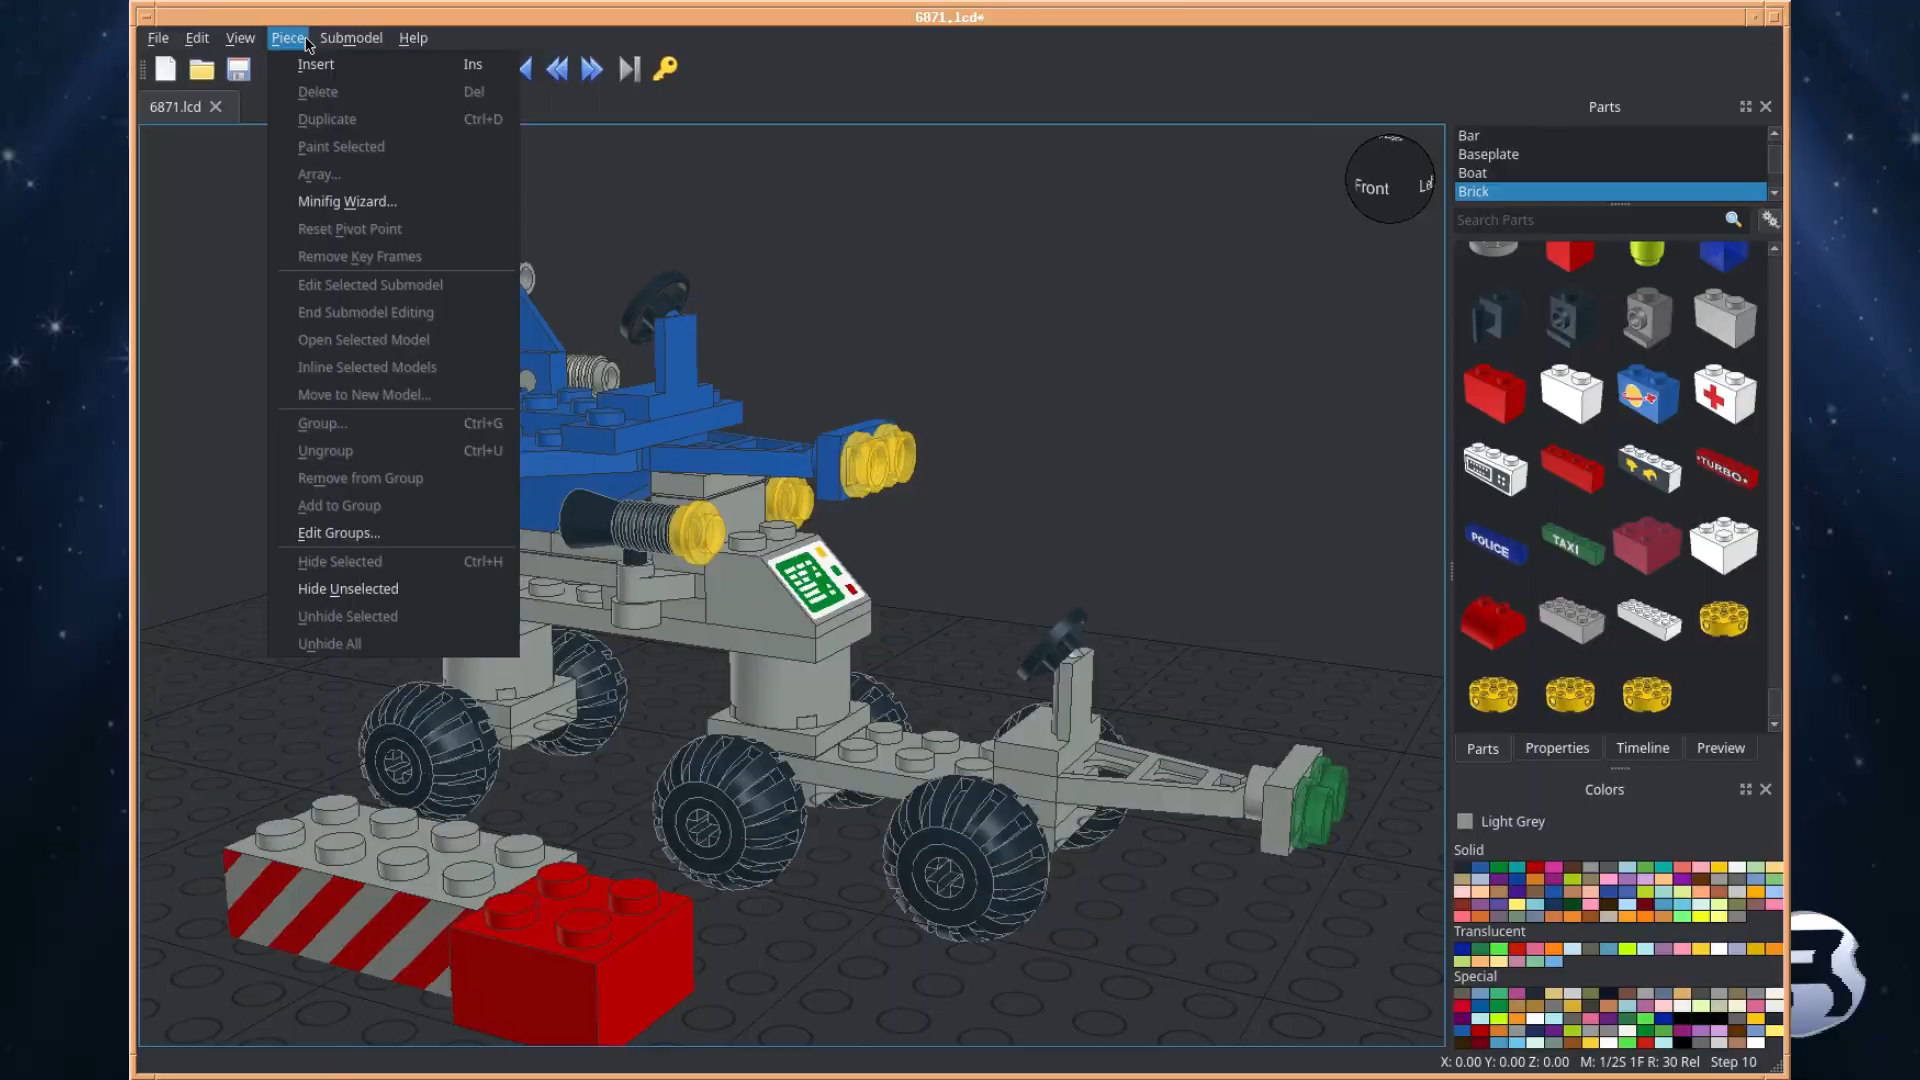 6871.lcd*
File Edit View Piece Submodel Help
6871.lcd
Insert Ins
Delete Del
Duplicate Ctrl+D
Paint Selected
Array...
Minifig Wizard...
Reset Pivot Point
Remove Key Frames
Edit Selected Submodel
End Submodel Editing
Open Selected Model
Inline Selected Models
Move to New Model...
Group... Ctrl+G
Ungroup Ctrl+U
Remove from Group
Add to Group
Edit Groups...
Hide Selected Ctrl+H
Hide Unselected
Unhide Selected
Unhide All
Front
Parts
Bar
Baseplate
Boat
Brick
Search Parts
TURBO
POLICE
TAXI
Parts Properties Timeline Preview
Colors
Light Grey
Solid
Translucent
Special
X: 0.00 Y: 0.00 Z: 0.00 M: 1/2S 1F R: 30 Rel Step 10